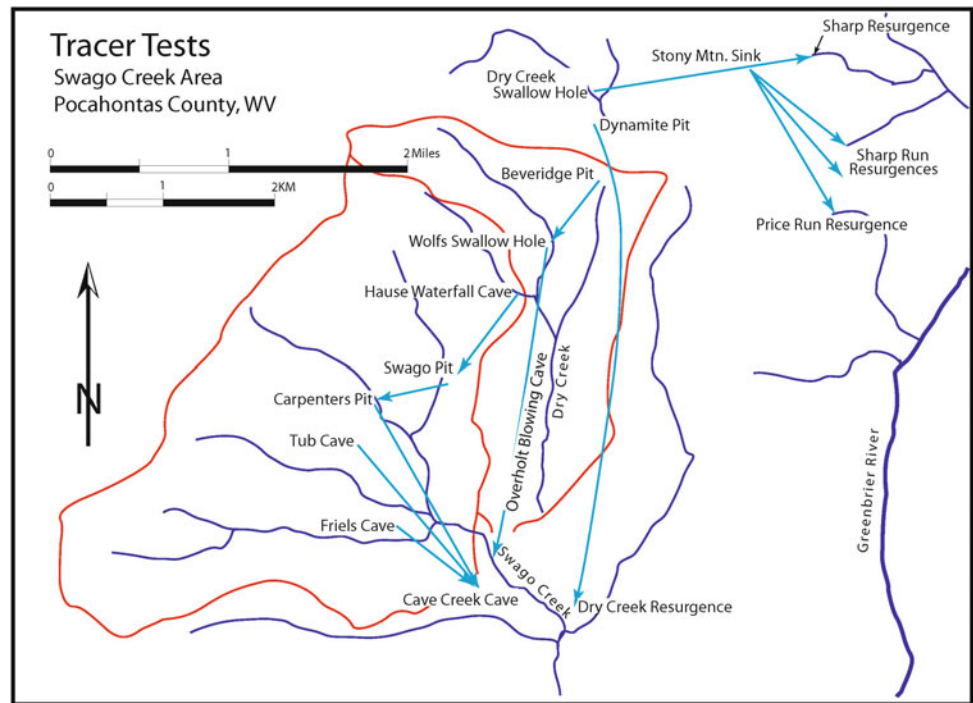 Tracer Tests
Swago Creek Area
Pocahontas County, WV
0 1 2 Miles
0 1 2KM
N
Sharp Resurgence
Stony Mtn. Sink
Dry Creek
Swallow Hole
Dynamite Pit
Sharp Run
Resurgences
Beveridge Pit
Price Run Resurgence
Wolfs Swallow Hole
Hause Waterfall Cave
Swago Pit
Carpenters Pit
Overholt Blowing Cave
Dry Creek
Tub Cave
Friels Cave
Greenbrier River
Swago Creek
Cave Creek Cave
Dry Creek Resurgence